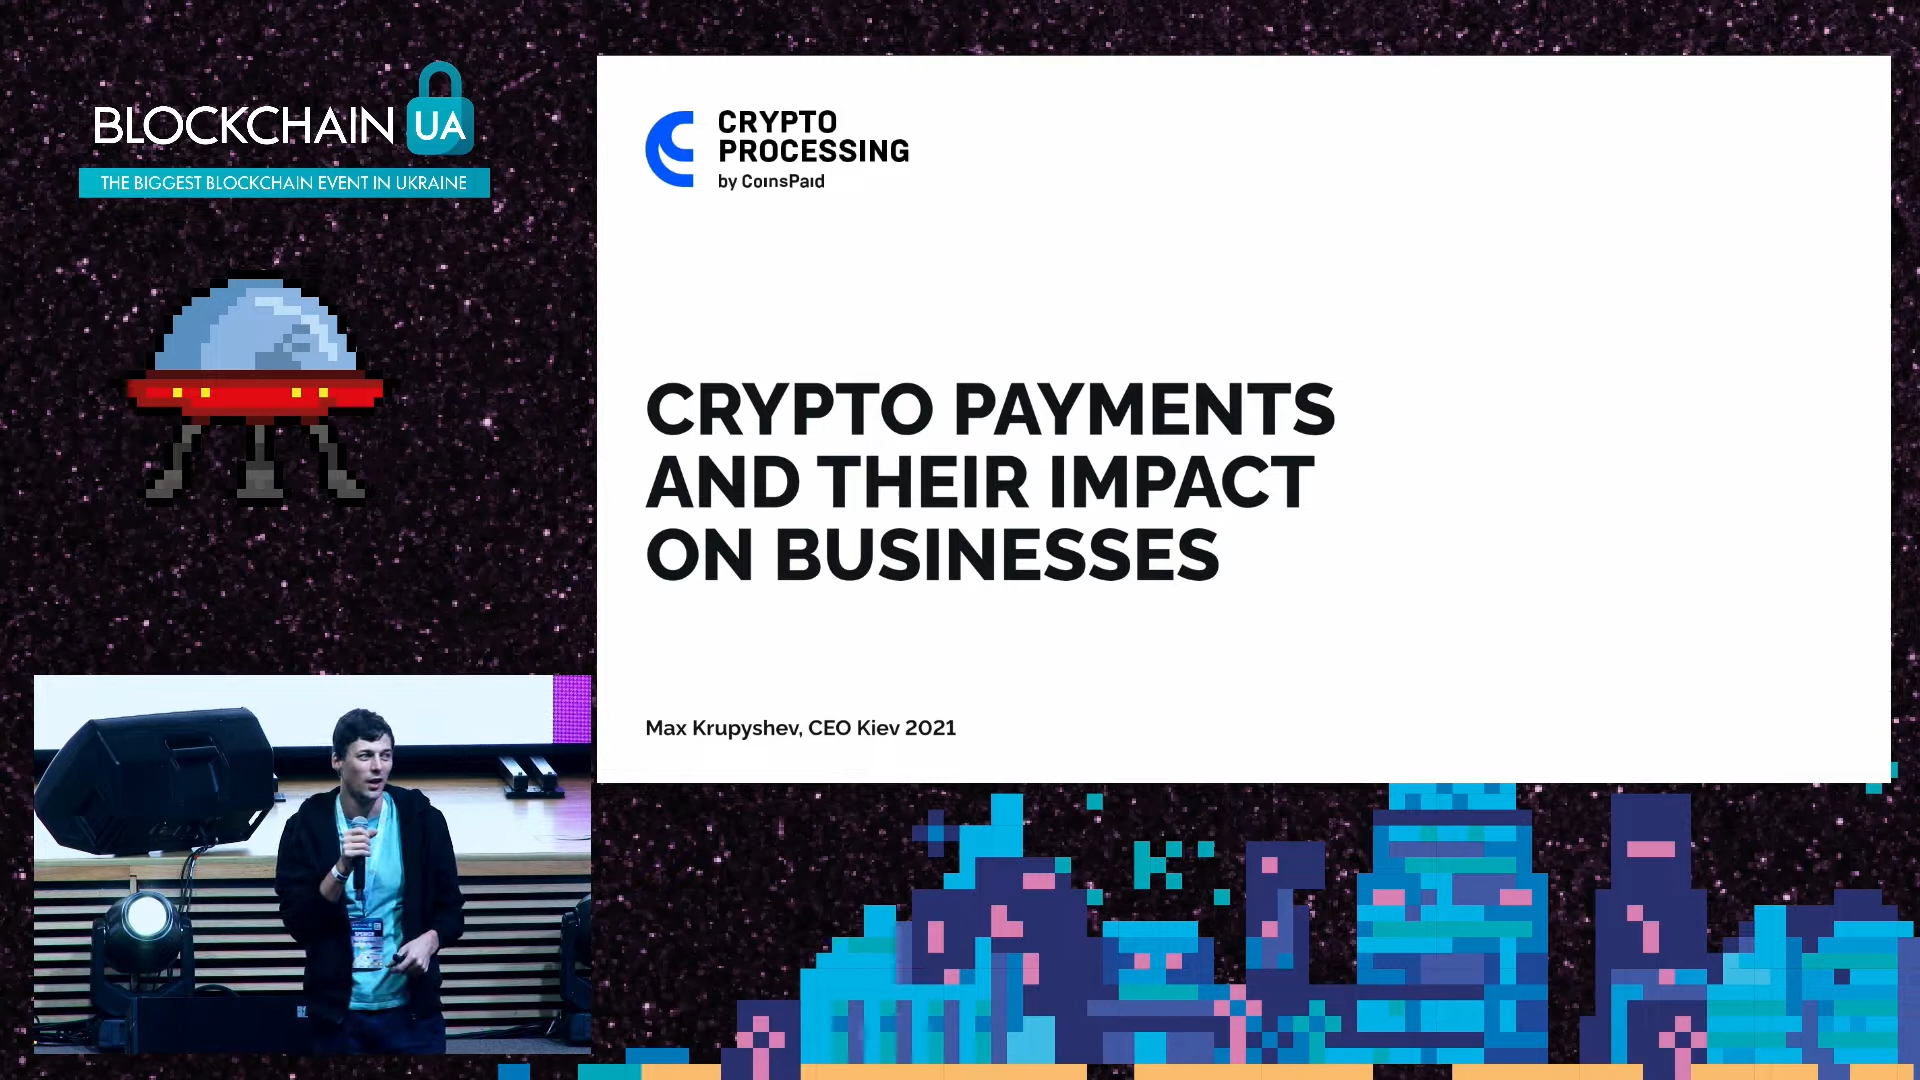 BLOCKCHAIN UA
THE BIGGEST BLOCKCHAIN EVENT IN UKRAINE
CRYPTO
PROCESSING
by CoinsPaid
CRYPTO PAYMENTS
AND THEIR IMPACT
ON BUSINESSES
Max Krupyshev, CEO Kiev 2021
SPEAKER